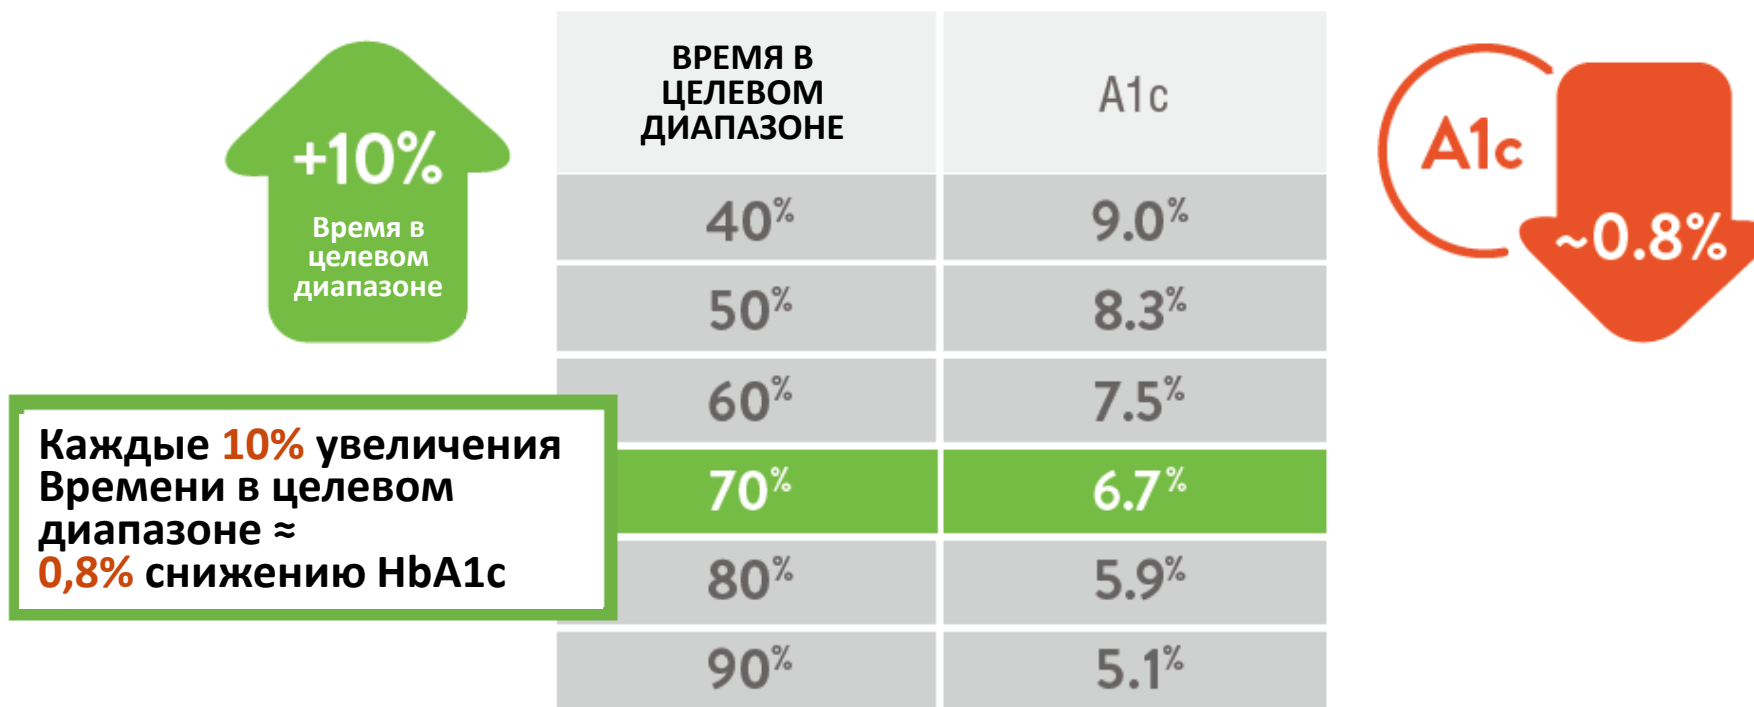 +10%
Время в
целевом
диапазоне
ВРЕМЯ В
ЦЕЛЕВОМ
ДИАПАЗОНЕ
A1c
40% 9.0%
50% 8.3%
60% 7.5%
70% 6.7%
80% 5.9%
90% 5.1%
A1c
~0.8%
Каждые 10% увеличения
Времени в целевом
диапазоне ≈
0,8% снижению HbA1c